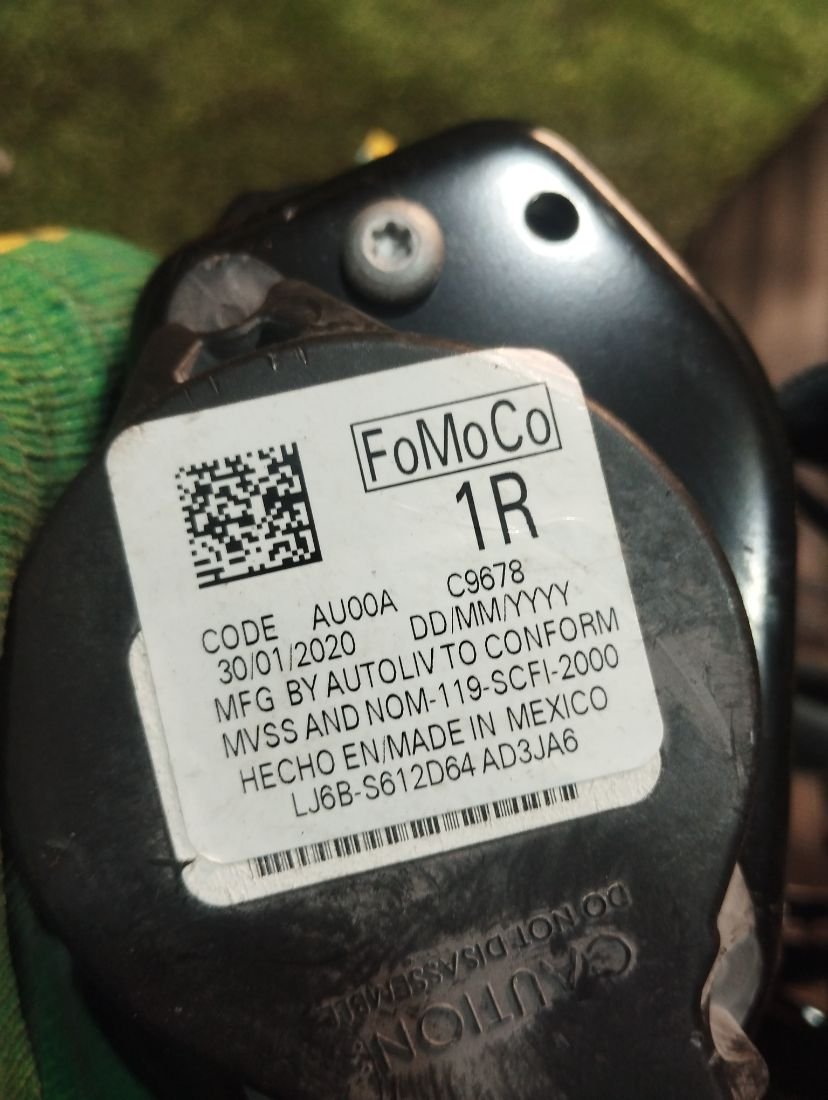 FoMoCo
1R
CODE AU00A C9678
30/01/2020 DD/MM/YYYY
MFG BY AUTOLIV TO CONFORM
MVSS AND NOM-119-SCFI-2000
HECHO EN/MADE IN MEXICO
LJ6B-S612D64 AD3JA6
CAUTION
DO NOT DISASSEMBLE